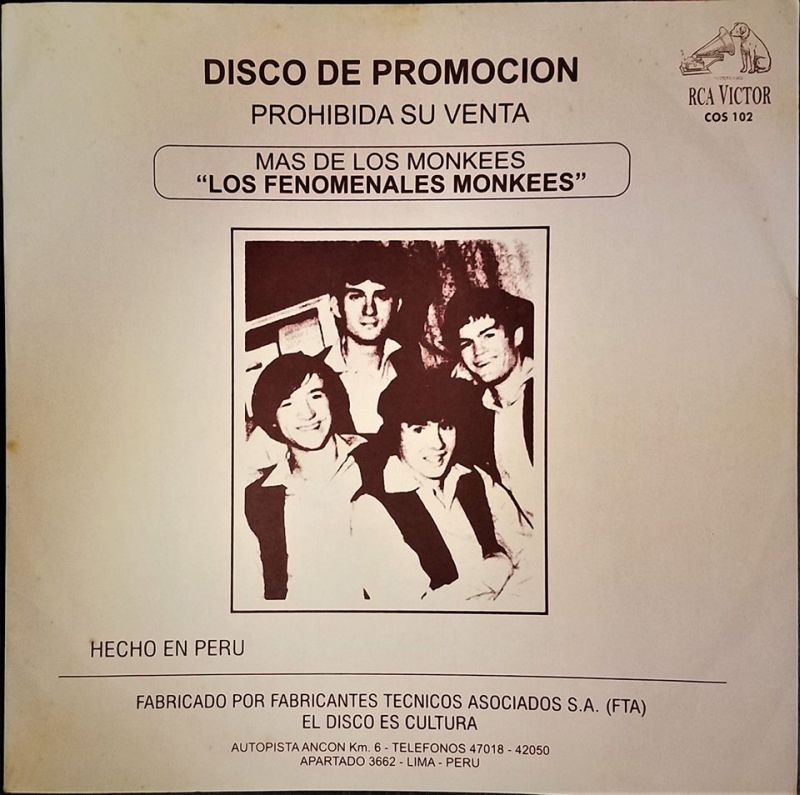 DISCO DE PROMOCION
PROHIBIDA SU VENTA
RCA VICTOR
COS 102
MAS DE LOS MONKEES
“LOS FENOMENALES MONKEES”
HECHO EN PERU
FABRICADO POR FABRICANTES TECNICOS ASOCIADOS S.A. (FTA)
EL DISCO ES CULTURA
AUTOPISTA ANCON Km. 6 - TELEFONOS 47018 - 42050
APARTADO 3662 - LIMA - PERU